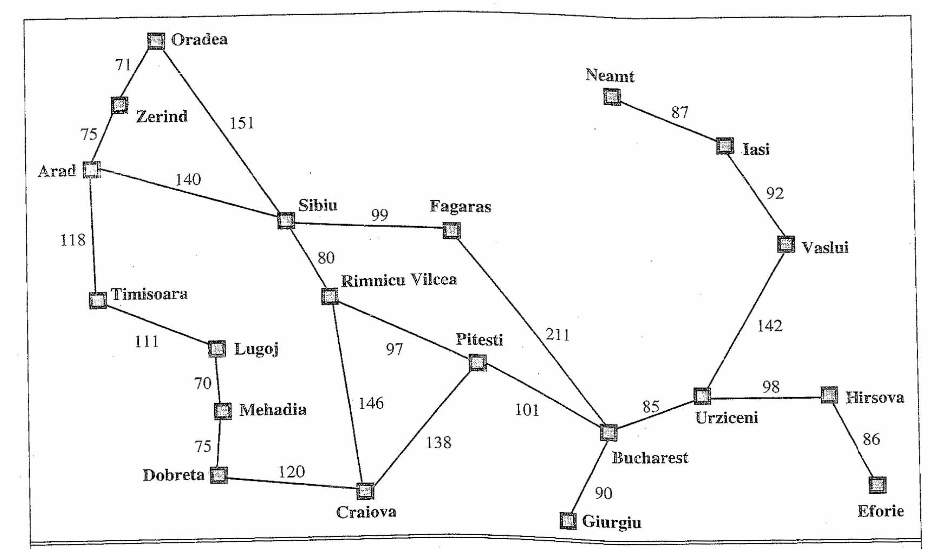 Oradea
71
Neamt
Zerind
87
151
75
Iasi
Arad
140
92
Sibiu
Fagaras
99
118
Vaslui
80
Rimnicu Vilcea
Timisoara
142
111
Pitesti
211
Lugoj
97
70
98
Hirsova
146
101
85
Mehadia
Urziceni
138
86
75
Bucharest
Dobreta
120
90
Craiova
Giurgiu
Eforie